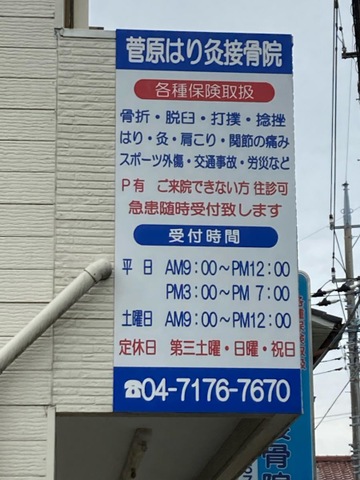 菅原はり灸接骨院
各種保険取扱
骨折・脱臼・打撲・捻挫
はり・灸・肩こり・関節の痛み
スポーツ外傷・交通事故・労災など
P有 ご来院できない方 往診可
急患随時受付致します
受付時間
平 日 AM9:00〜PM12:00
PM3:00〜PM 7:00
土曜日 AM9:00〜PM12:00
定休日 第三土曜・日曜・祝日
☎04-7176-7670
骨院